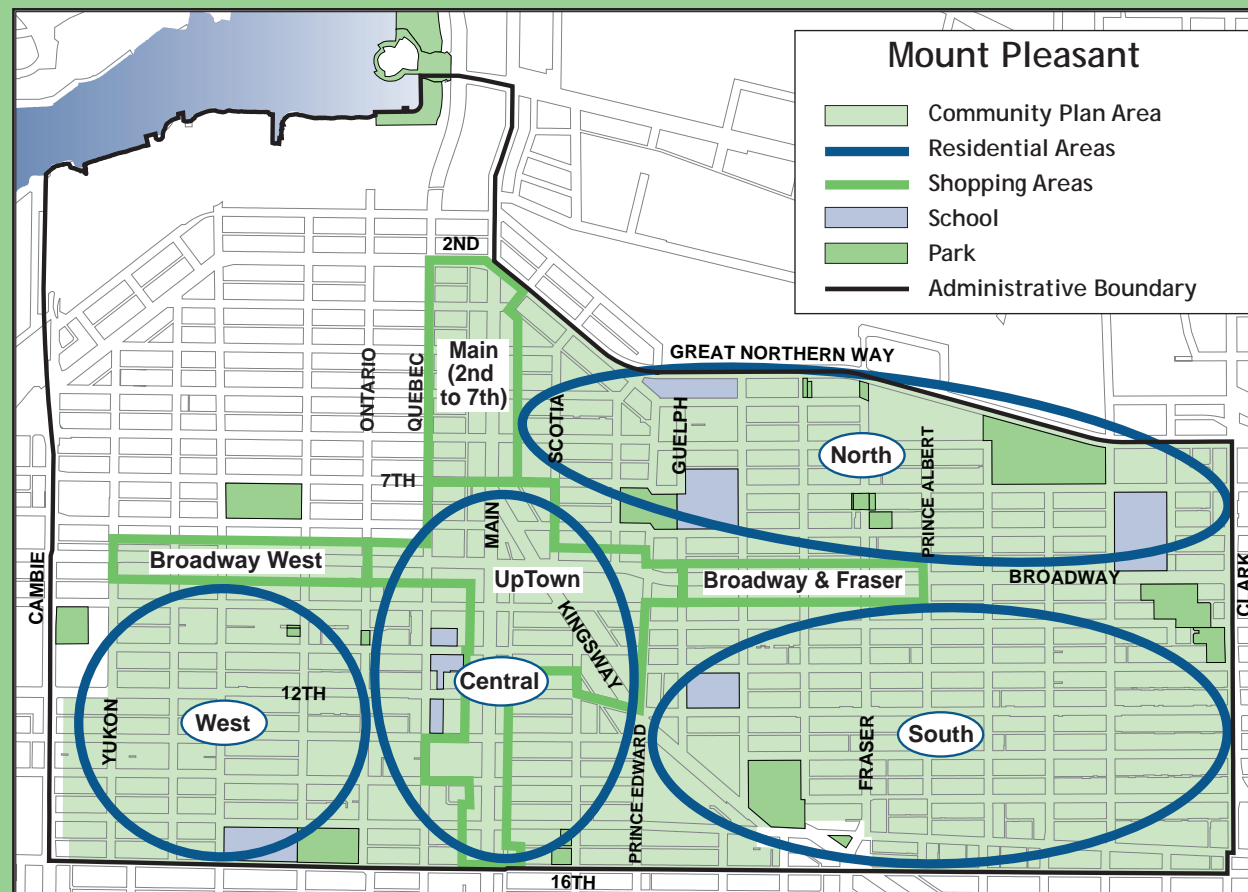 Mount Pleasant
Community Plan Area
Residential Areas
Shopping Areas
School
Park
Administrative Boundary
2ND
GREAT NORTHERN WAY
Main
(2nd
to 7th)
ONTARIO
QUEBEC
SCOTIA
GUELPH
North
PRINCE ALBERT
7TH
MAIN
Broadway West
UpTown
Broadway & Fraser
BROADWAY
CAMBIE
CLARK
KINGSWAY
12TH
Central
YUKON
West
PRINCE EDWARD
FRASER
South
16TH